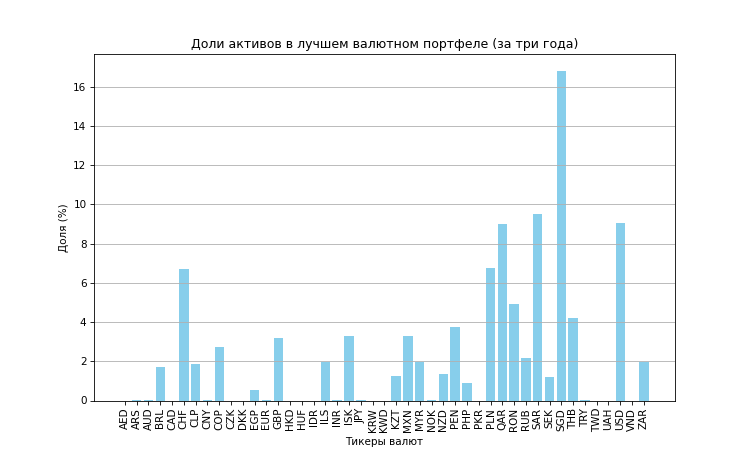 Доли активов в лучшем валютном портфеле (за три года)
Доля (%)
16
14
12
10
8
6
4
2
0
AED ARS AUD BRL CAD CHF CLP CNY COP CZK DKK EGP EUR GBP HKD HUF IDR ILS INR ISK JPY KRW KWD KZT MXN MYR NOK NZD PEN PHP PKR PLN QAR RON RUB SAR SEK SGD THB TRY TWD UAH USD VND ZAR
Тикеры валют